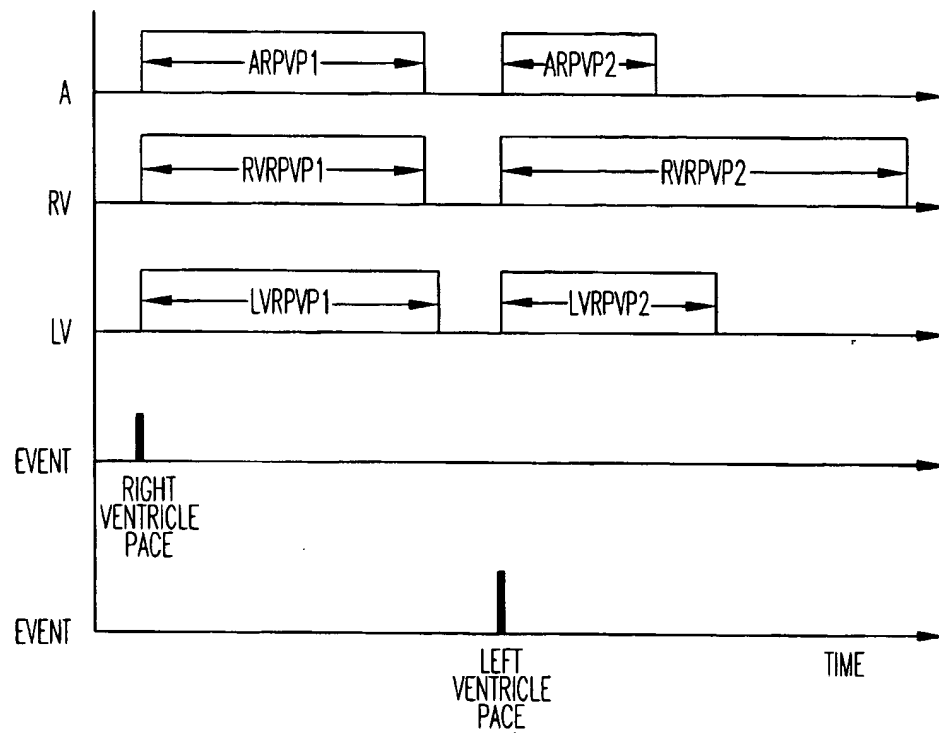 A
ARPVP1
ARPVP2
RV
RVRPVP1
RVRPVP2
LV
LVRPVP1
LVRPVP2
EVENT
RIGHT
VENTRICLE
PACE
EVENT
LEFT
VENTRICLE
PACE
TIME